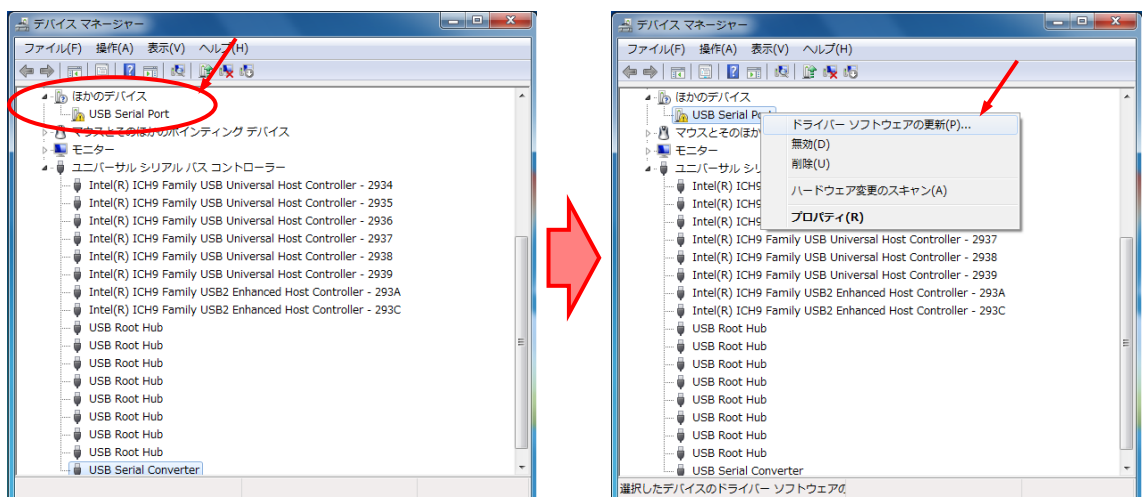 デバイス マネージャー
ファイル(F) 操作(A) 表示(V) ヘルプ(H)
ほかのデバイス
USB Serial Port
マウスとそのほかのポインティング デバイス
モニター
ユニバーサル シリアル バス コントローラー
Intel(R) ICH9 Family USB Universal Host Controller - 2934
Intel(R) ICH9 Family USB Universal Host Controller - 2935
Intel(R) ICH9 Family USB Universal Host Controller - 2936
Intel(R) ICH9 Family USB Universal Host Controller - 2937
Intel(R) ICH9 Family USB Universal Host Controller - 2938
Intel(R) ICH9 Family USB Universal Host Controller - 2939
Intel(R) ICH9 Family USB2 Enhanced Host Controller - 293A
Intel(R) ICH9 Family USB2 Enhanced Host Controller - 293C
USB Root Hub
USB Root Hub
USB Root Hub
USB Root Hub
USB Root Hub
USB Root Hub
USB Root Hub
USB Root Hub
USB Serial Converter
デバイス マネージャー
ファイル(F) 操作(A) 表示(V) ヘルプ(H)
ほかのデバイス
USB Serial Port
マウスとそのほか
モニター
ユニバーサル シリ
Intel(R) ICH9
Intel(R) ICH9
Intel(R) ICH9
ドライバー ソフトウェアの更新(P)...
無効(D)
削除(U)
ハードウェア変更のスキャン(A)
プロパティ(R)
Intel(R) ICH9 Family USB Universal Host Controller - 2937
Intel(R) ICH9 Family USB Universal Host Controller - 2938
Intel(R) ICH9 Family USB Universal Host Controller - 2939
Intel(R) ICH9 Family USB2 Enhanced Host Controller - 293A
Intel(R) ICH9 Family USB2 Enhanced Host Controller - 293C
USB Root Hub
USB Root Hub
USB Root Hub
USB Root Hub
USB Root Hub
USB Root Hub
USB Root Hub
USB Root Hub
USB Serial Converter
選択したデバイスのドライバー ソフトウェアの